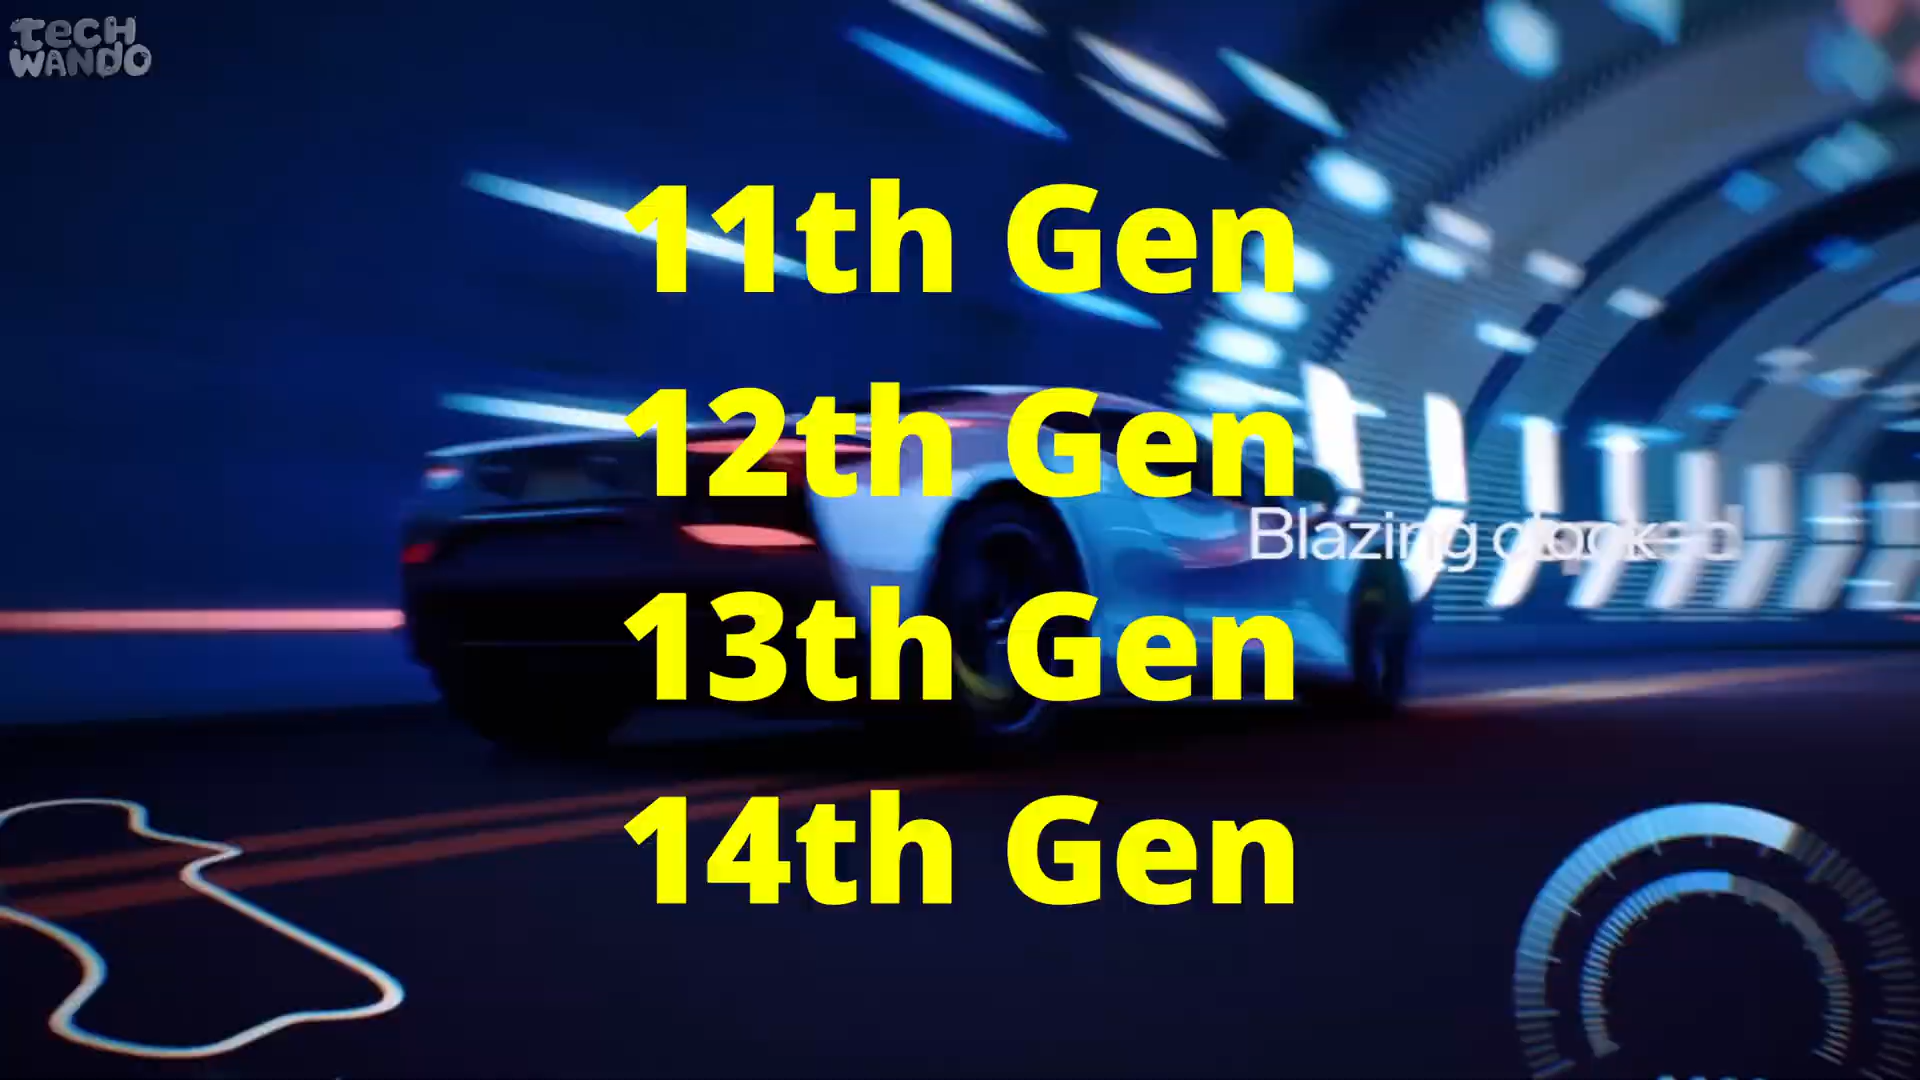 TECH
WANDO
11th Gen
12th Gen
Blazing
13th Gen
14th Gen